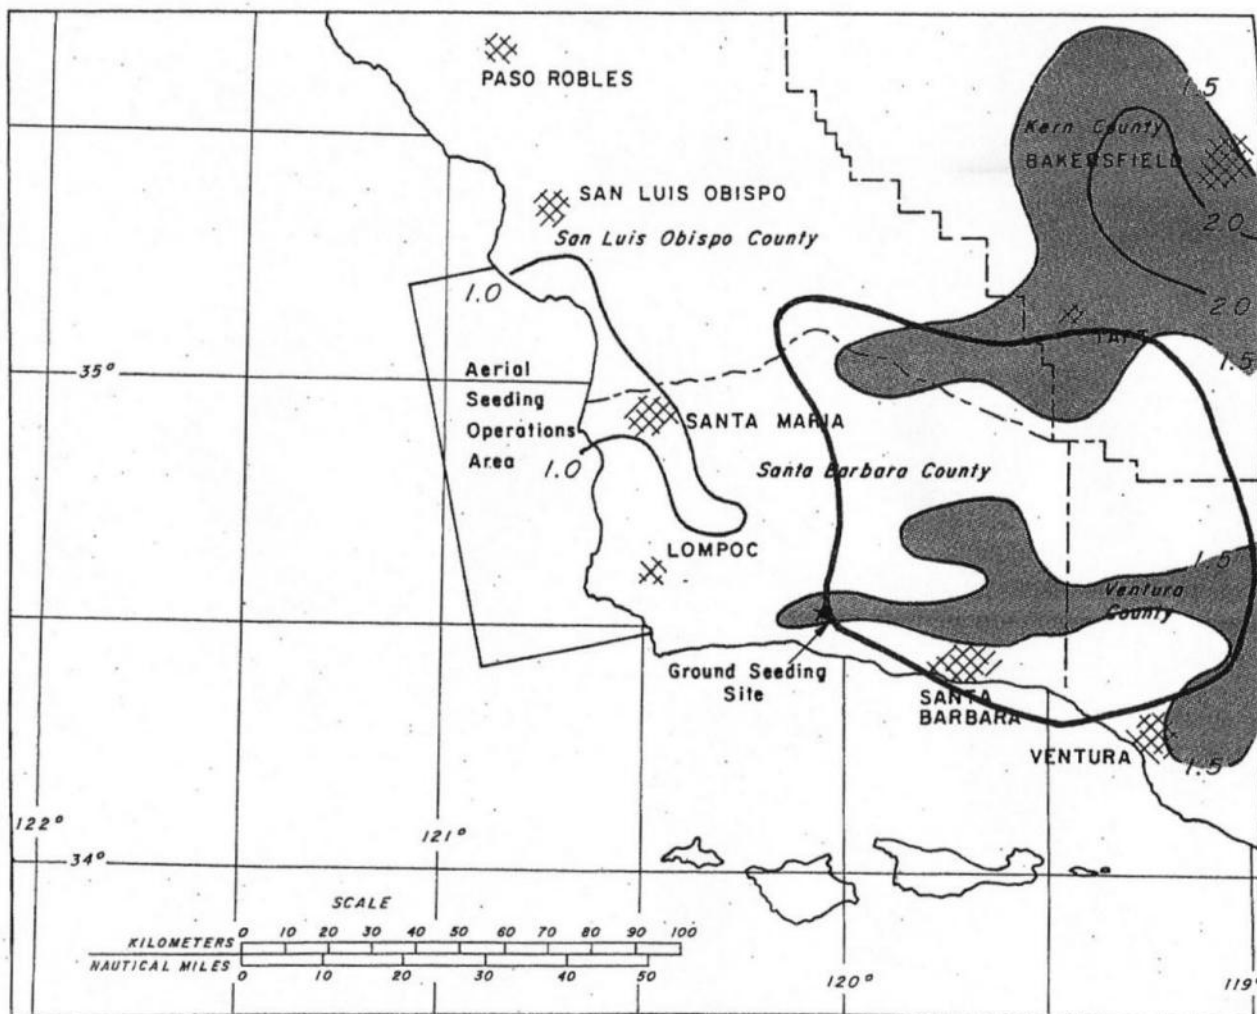 PASO ROBLES
1.5
Kern County
BAKERSFIELD
SAN LUIS OBISPO
San Luis Obispo County
2.0
1.0
2.0
TAFT
1.5
35°
Aerial
Seeding
Operations
Area
SANTA MARIA
1.0
Santa Barbara County
LOMPOC
1.5
Ventura
County
Ground Seeding
Site
SANTA
BARBARA
VENTURA
1.5
122°
121°
34°
SCALE
KILOMETERS 0 10 20 30 40 50 60 70 80 90 100
NAUTICAL MILES 0 10 20 30 40 50
120°
119°